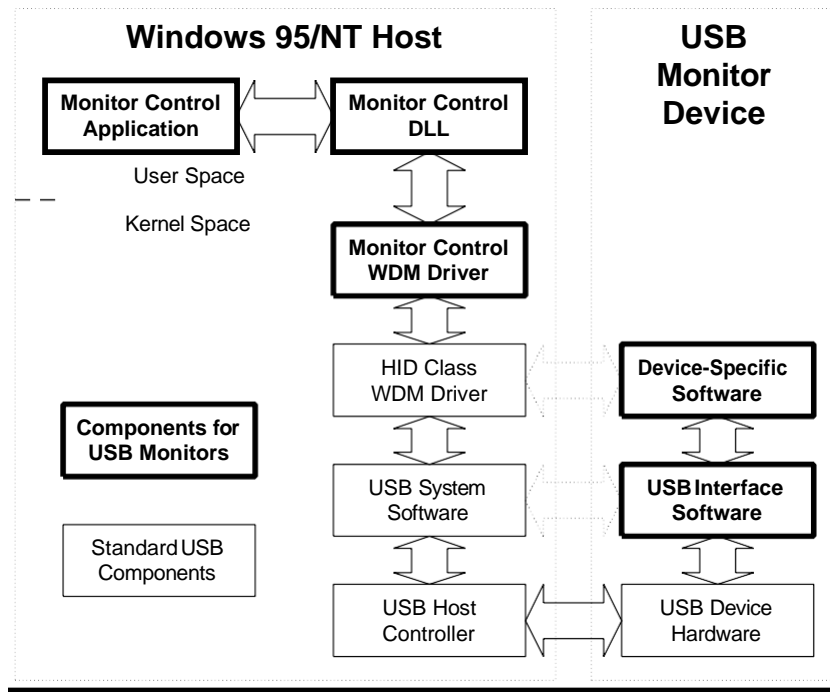 Windows 95/NT Host
USB
Monitor
Device
Monitor Control
Application
Monitor Control
DLL
User Space
Kernel Space
Monitor Control
WDM Driver
HID Class
WDM Driver
Device-Specific
Software
Components for
USB Monitors
USB System
Software
USB Interface
Software
Standard USB
Components
USB Host
Controller
USB Device
Hardware